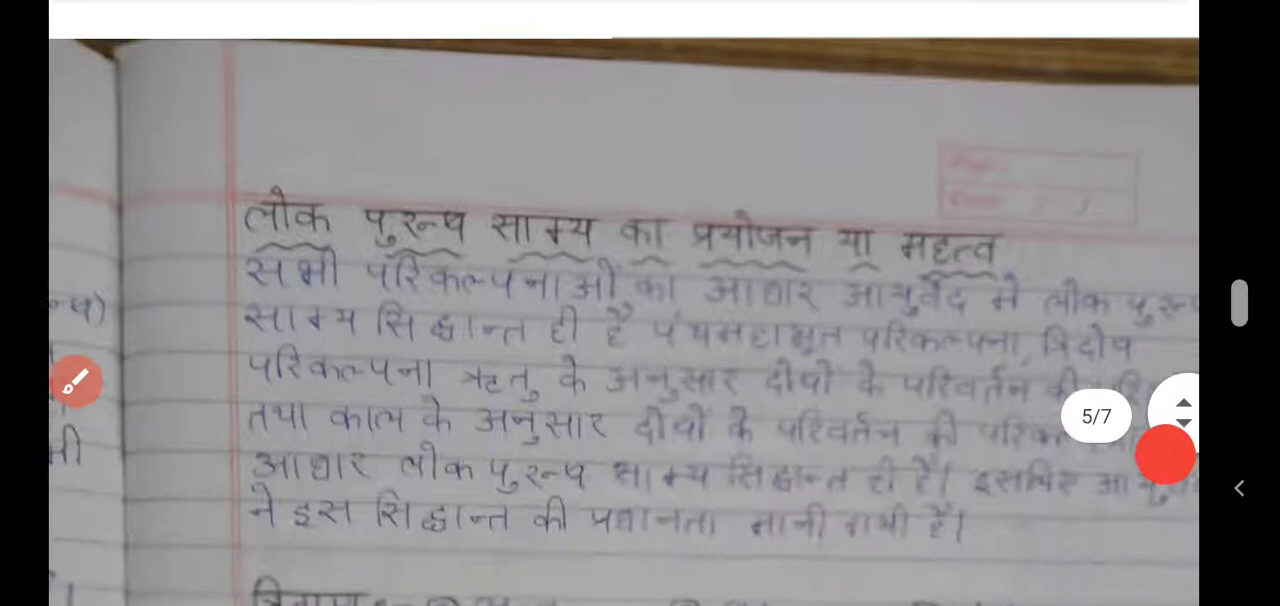 लोक पुरुष साम्य का प्रयोजन या महत्व
सभी परिकल्पनाओं का आधार आयुर्वेद में लोक पुरु
साम्य सिद्धान्त ही है पंचमहाभूत परिकल्पना, त्रिदोष
परिकल्पना ऋतु के अनुसार दोषो के परिवर्तन की
तथा काल के अनुसार दोषों के परिवर्तन की
5/7
आधार लोक पुरुष साम्य सिद्धान्त ही है। इसलिए
ने इस सिद्धान्त की प्रधानता मानी गयी है।